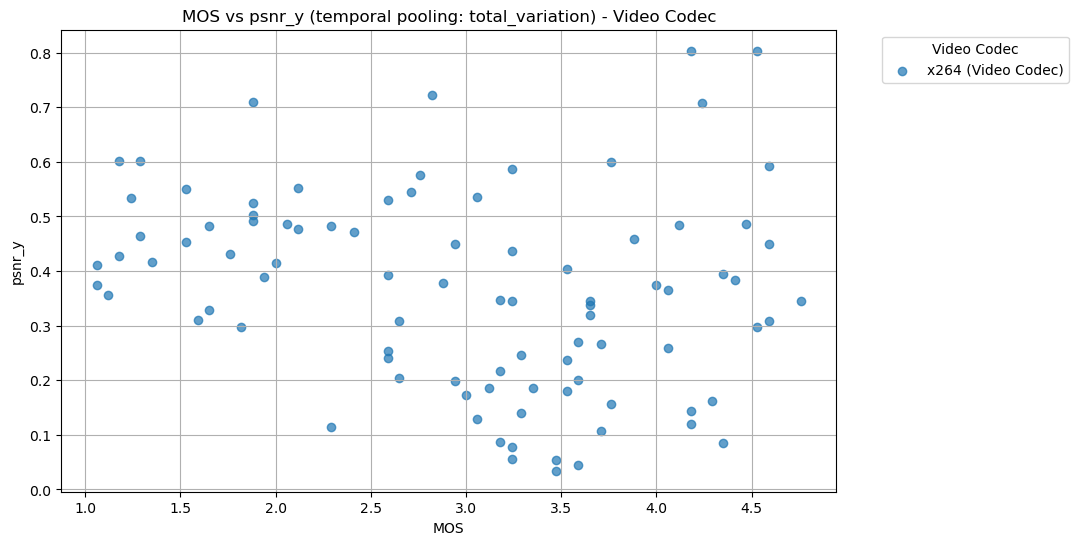 MOS vs psnr_y (temporal pooling: total_variation) - Video Codec
Video Codec
x264 (Video Codec)
psnr_y
0.8
0.7
0.6
0.5
0.4
0.3
0.2
0.1
0.0
1.0 1.5 2.0 2.5 3.0 3.5 4.0 4.5
MOS